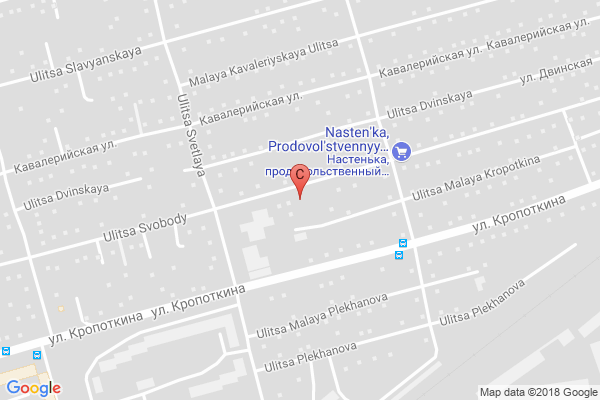 Ulitsa Slavyanskaya
Malaya Kavaleriyskaya Ulitsa
Кавалерийская ул.
Кавалерийская ул.
ул. Двинская
Ulitsa Svetlaya
Кавалерийская ул.
Ulitsa Dvinskaya
Nasten'ka,
Prodovol'stvennyy...
Настенька,
продовольственный...
C
Кавалерийская ул.
Ulitsa Dvinskaya
Ulitsa Malaya Kropotkina
Ulitsa Svobody
ул. Кропоткина
ул. Кропоткина
ул. Кропоткина
Ulitsa Malaya Plekhanova
Ulitsa Plekhanova
Ulitsa Plekhanova
Google
Map data ©2018 Google